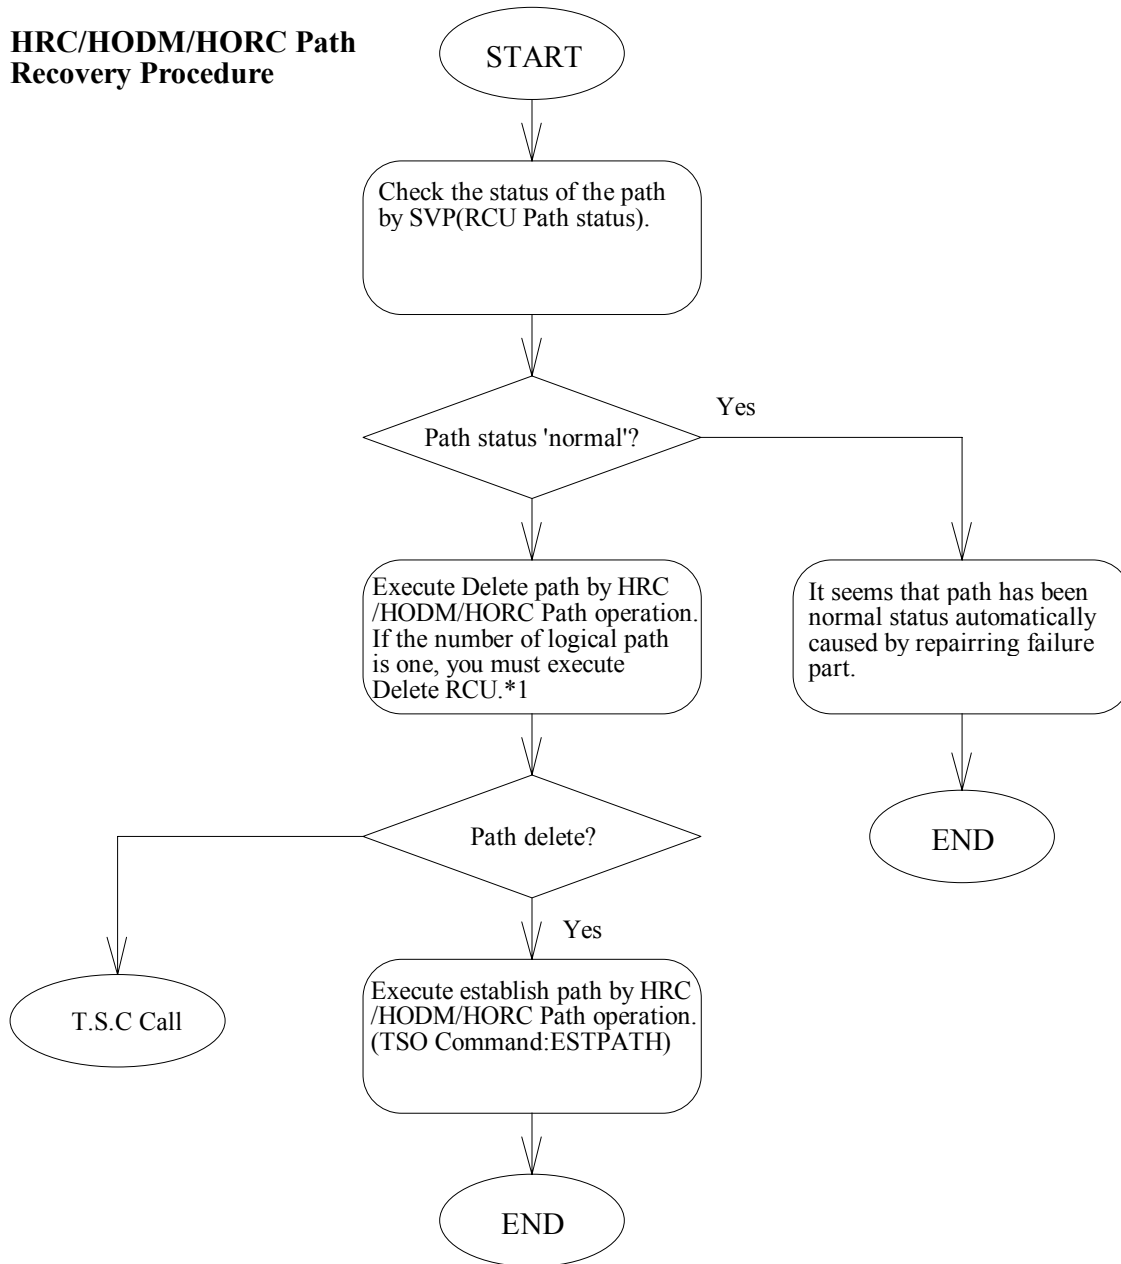 HRC/HODM/HORC Path
Recovery Procedure
START
Check the status of the path
by SVP(RCU Path status).
Path status 'normal'?
Yes
Execute Delete path by HRC
/HODM/HORC Path operation.
If the number of logical path
is one, you must execute
Delete RCU.*1
It seems that path has been
normal status automatically
caused by repairring failure
part.
Path delete?
END
Yes
T.S.C Call
Execute establish path by HRC
/HODM/HORC Path operation.
(TSO Command:ESTPATH)
END